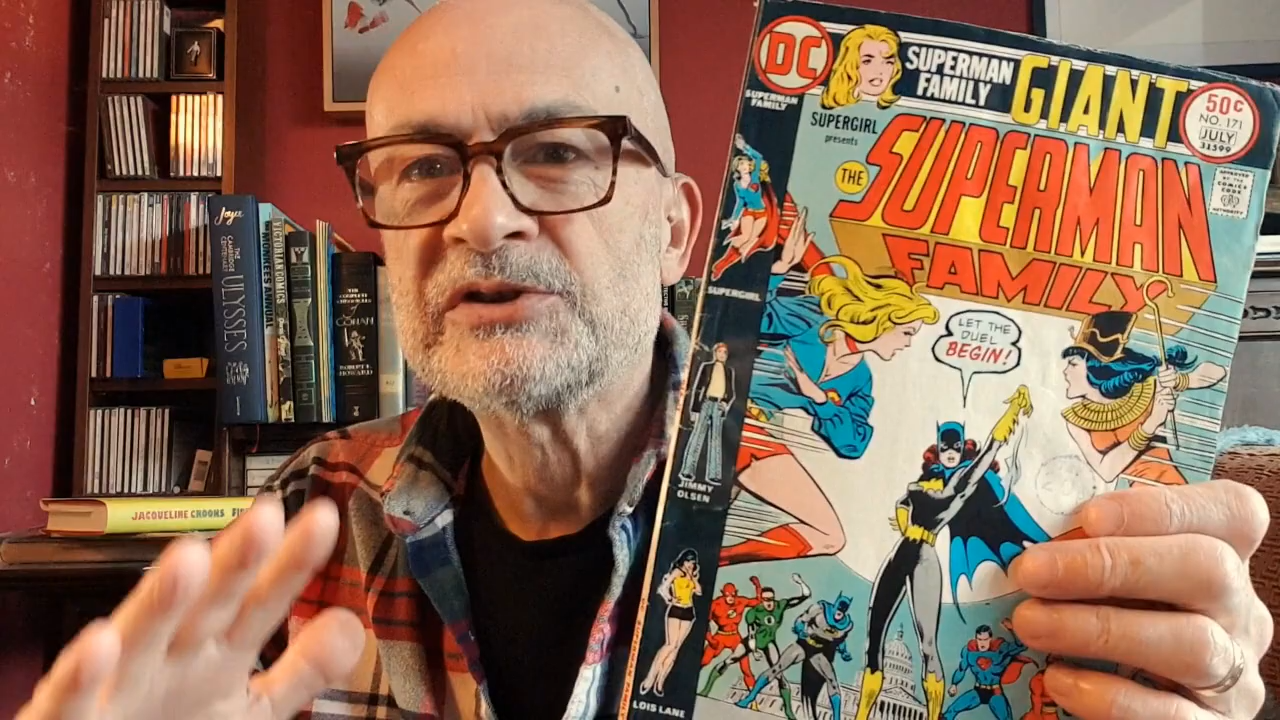 DC
SUPERMAN
FAMILY
SUPERMAN
FAMILY
GIANT
50¢
NO. 171
JULY
31599
APPROVED
BY THE
COMICS
CODE
AUTHORITY
SUPERGIRL
presents
THE
SUPERMAN
FAMILY
LET THE
DUEL
BEGIN!
SUPERGIRL
JIMMY
OLSEN
LOIS LANE
Joyce
THE
CAMBRIDGE
CENTENARY
ULYSSES
VICTORIAN COMICS
THE
COMPLETE
CHRONICLES
OF
CONAN
ROBERT E.
HOWARD
JACQUELINE CROOKS